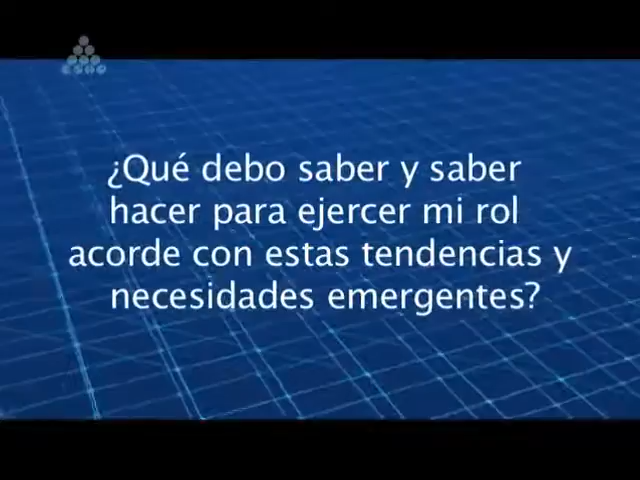 ¿Qué debo saber y saber
hacer para ejercer mi rol
acorde con estas tendencias y
necesidades emergentes?